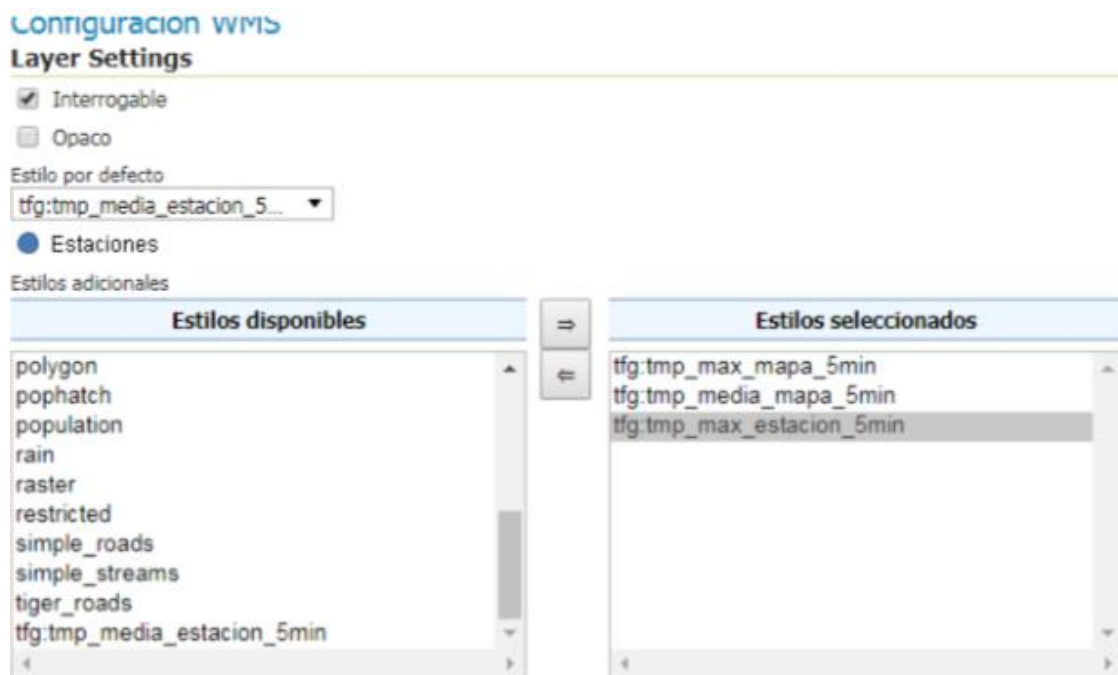 Configuración WMS
Layer Settings
Interrogable
Opaco
Estilo por defecto
tfg:tmp_media_estacion_5...
Estaciones
Estilos adicionales
Estilos disponibles
⇒
Estilos seleccionados
⇐
polygon
pophatch
population
rain
raster
restricted
simple_roads
simple_streams
tiger_roads
tfg:tmp_media_estacion_5min
tfg:tmp_max_mapa_5min
tfg:tmp_media_mapa_5min
tfg:tmp_max_estacion_5min